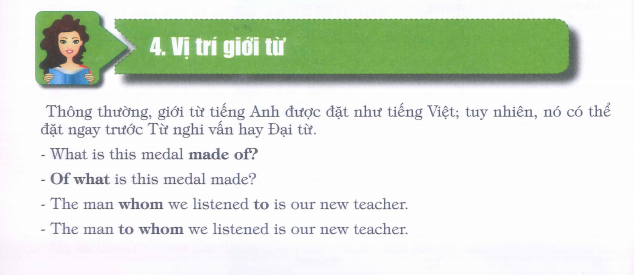 4. Vị trí giới từ
Thông thường, giới từ tiếng Anh được đặt như tiếng Việt; tuy nhiên, nó có thể
đặt ngay trước Từ nghi vấn hay Đại từ.
- What is this medal made of?
- Of what is this medal made?
- The man whom we listened to is our new teacher.
- The man to whom we listened is our new teacher.